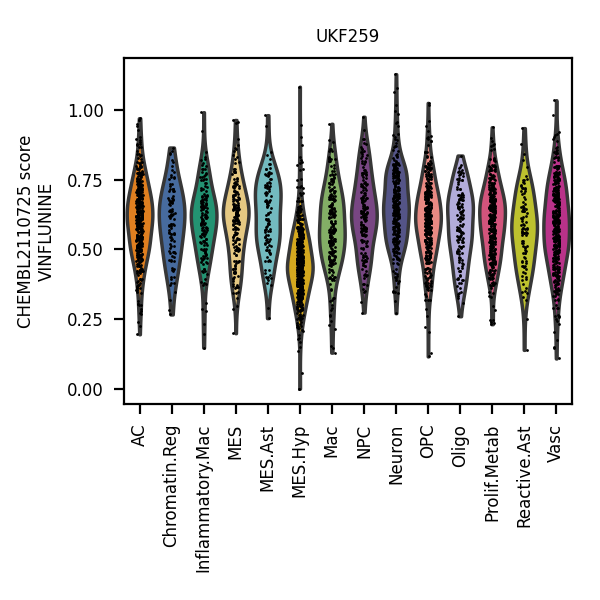 UKF259
CHEMBL2110725 score
VINFLUNINE
1.00
0.75
0.50
0.25
0.00
AC
Chromatin.Reg
Inflammatory.Mac
MES
MES.Ast
MES.Hyp
Mac
NPC
Neuron
OPC
Oligo
Prolif.Metab
Reactive.Ast
Vasc